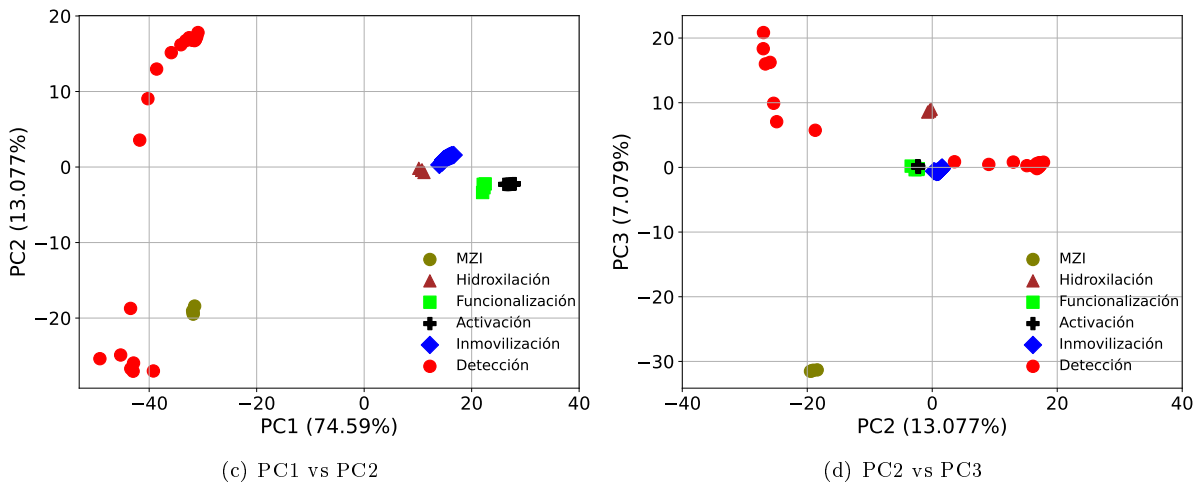 20
10
0
−10
−20
PC2 (13.077%)
−40
−20
0
20
40
PC1 (74.59%)
MZI
Hidroxilación
Funcionalización
Activación
Inmovilización
Detección
(c) PC1 vs PC2
20
10
0
−10
−20
−30
PC3 (7.079%)
−40
−20
0
20
40
PC2 (13.077%)
MZI
Hidroxilación
Funcionalización
Activación
Inmovilización
Detección
(d) PC2 vs PC3